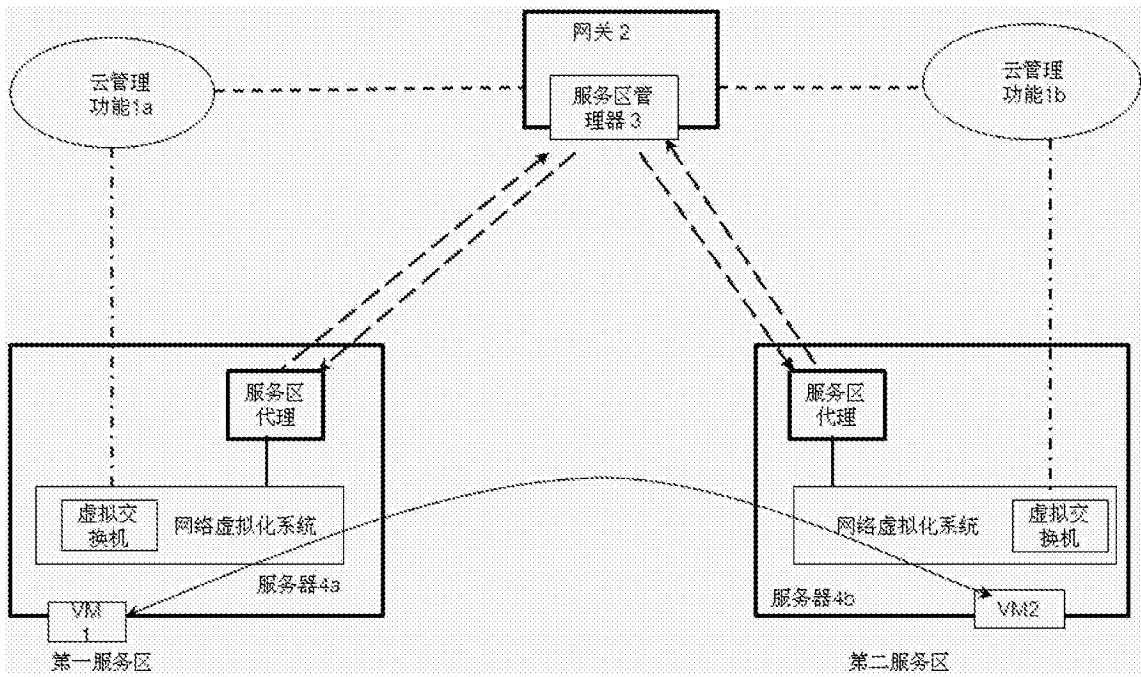 网关 2
云管理
功能1a
服务区管
理器 3
云管理
功能1b
服务区
代理
服务区
代理
虚拟交
换机
网络虚拟化系统
网络虚拟化系统
虚拟交
换机
服务器4a
服务器4b
VM
1
VM2
第一服务区
第二服务区